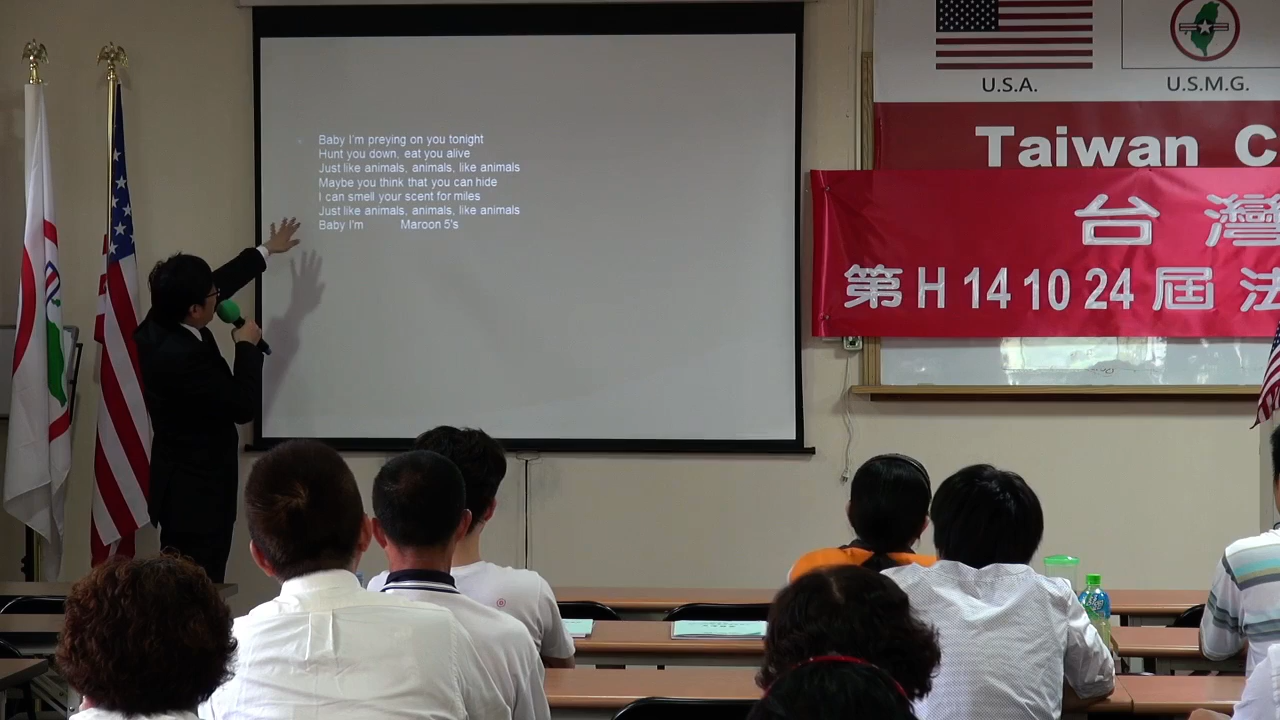 Baby I'm preying on you tonight
Hunt you down, eat you alive
Just like animals, animals, like animals
Maybe you think that you can hide
I can smell your scent for miles
Just like animals, animals, like animals
Baby I'm Maroon 5's
U.S.A. U.S.M.G.
Taiwan C
台灣
第H 14 10 24 屆法